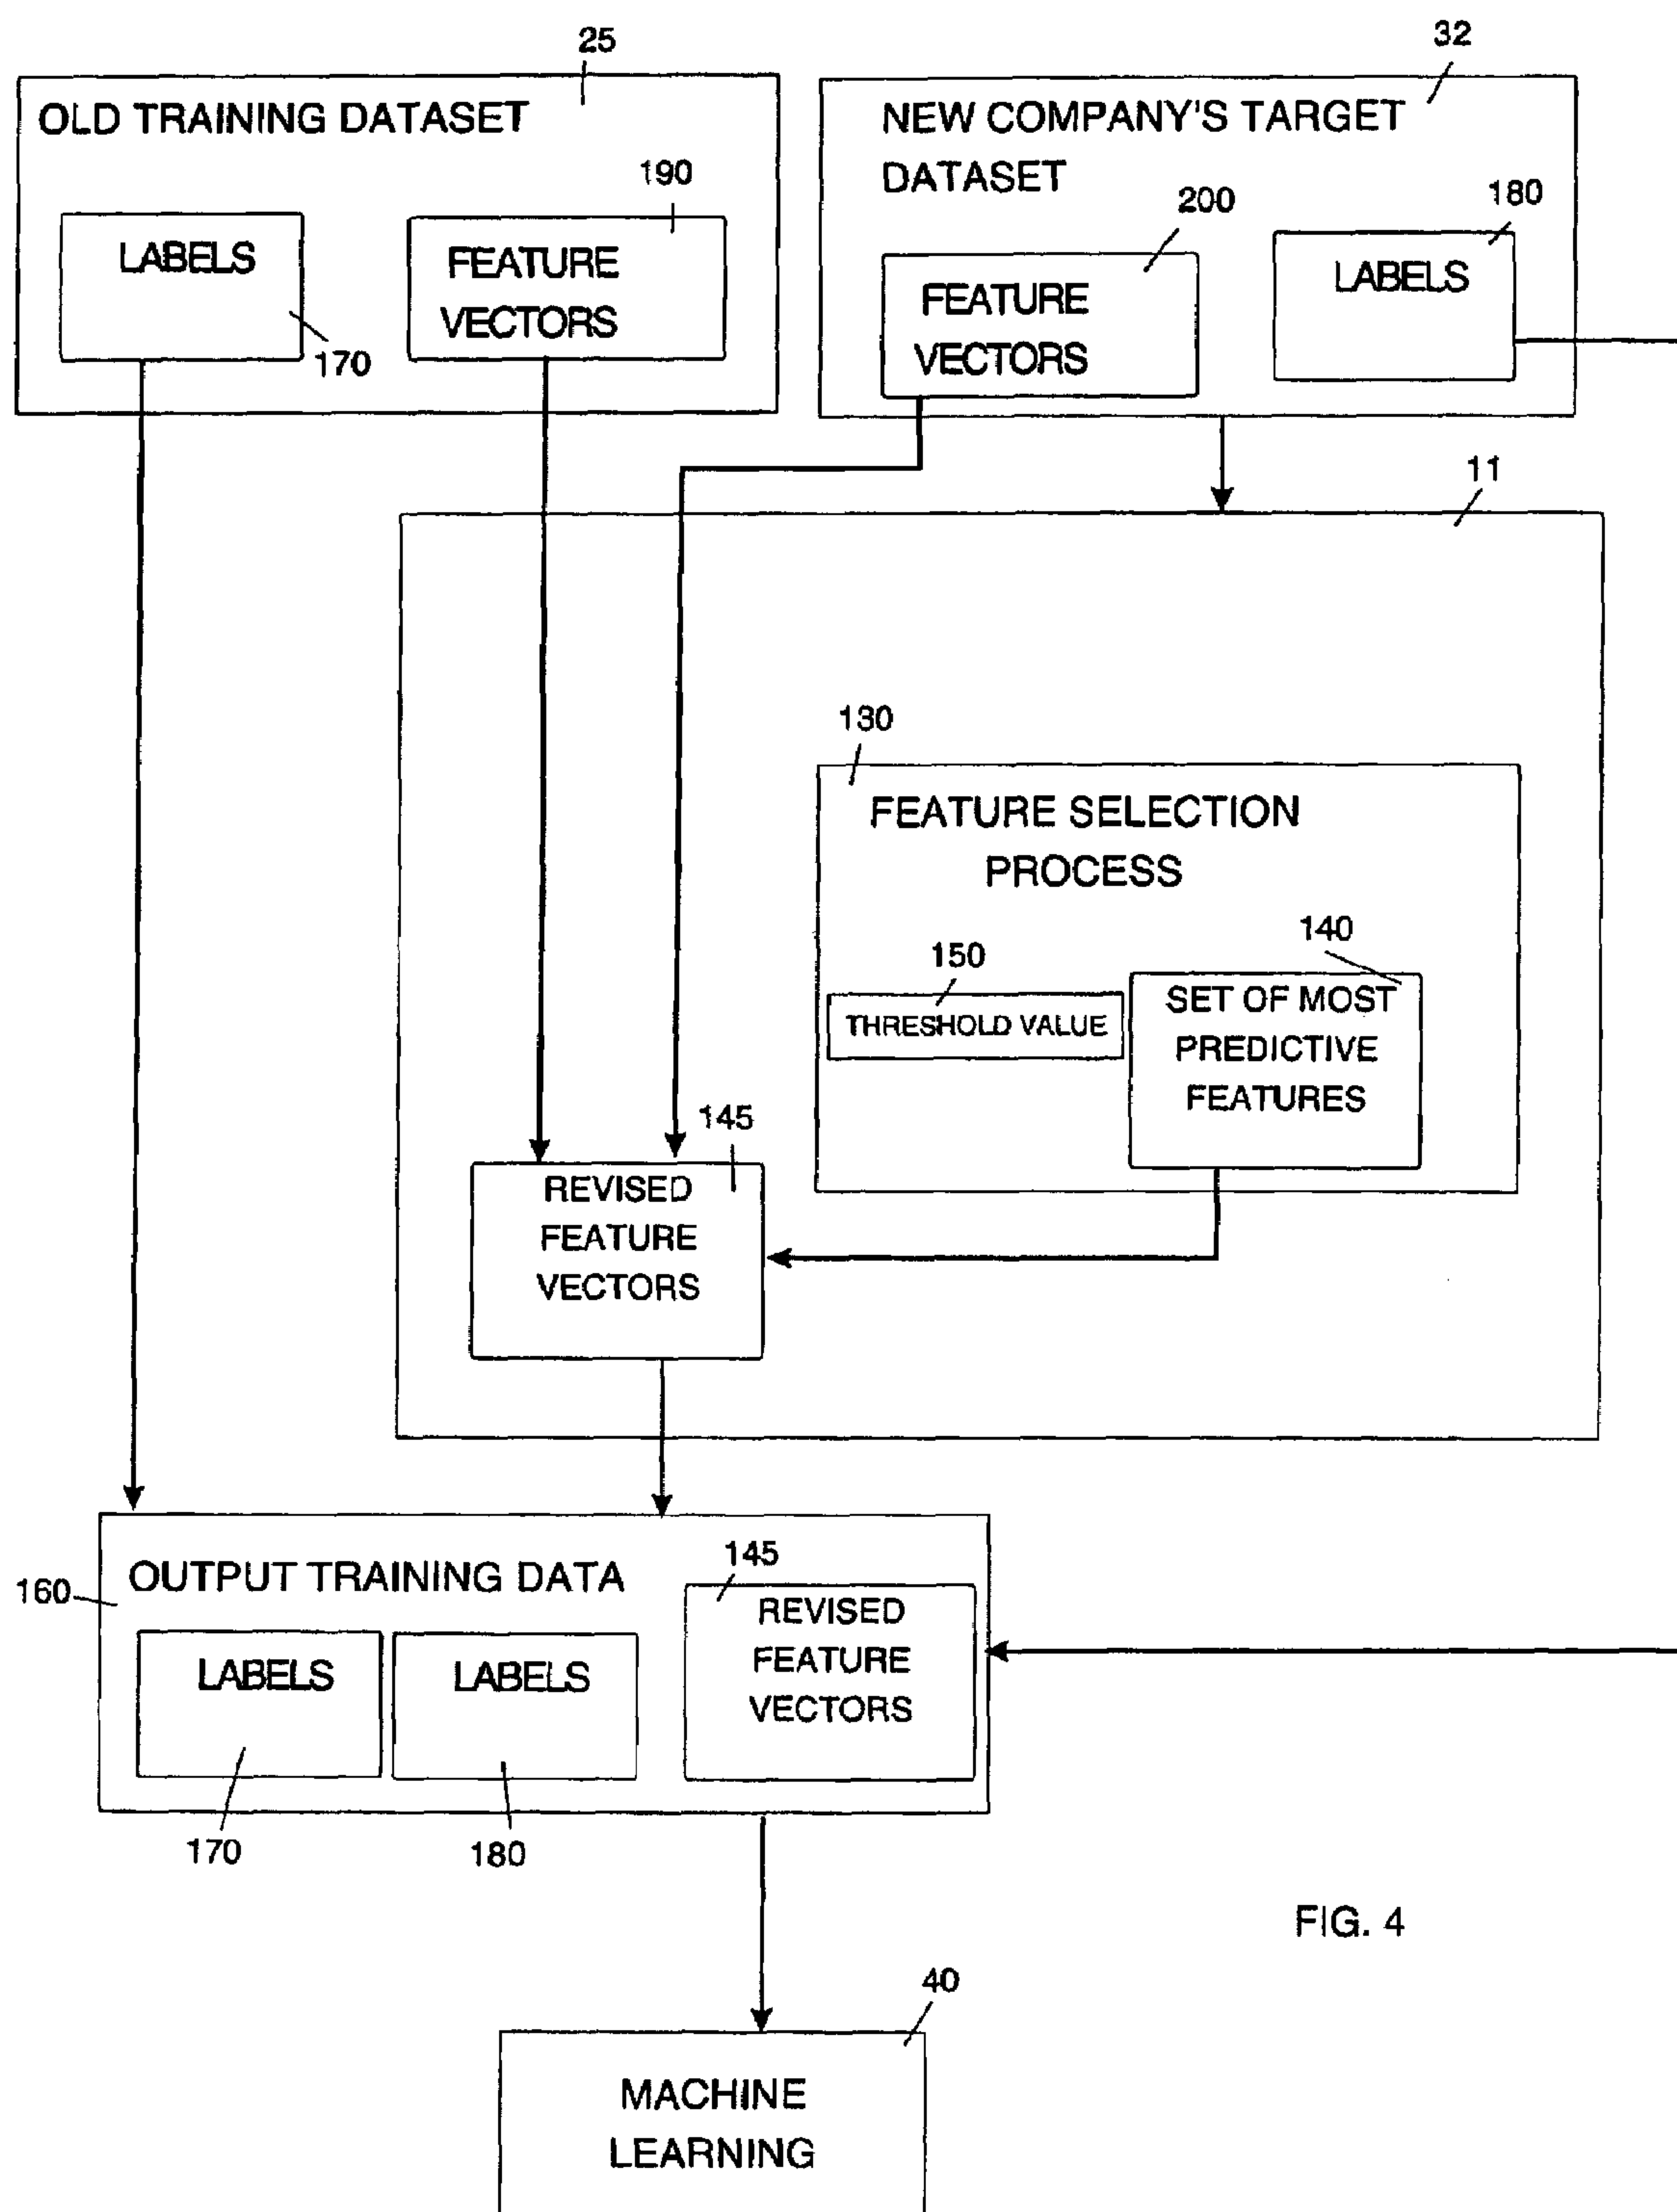 25
32
OLD TRAINING DATASET
190
LABELS
170
FEATURE
VECTORS
NEW COMPANY'S TARGET
DATASET
200
180
FEATURE
VECTORS
LABELS
11
130
FEATURE SELECTION
PROCESS
150
140
THRESHOLD VALUE
SET OF MOST
PREDICTIVE
FEATURES
145
REVISED
FEATURE
VECTORS
160
OUTPUT TRAINING DATA
145
LABELS
LABELS
REVISED
FEATURE
VECTORS
170
180
FIG. 4
40
MACHINE
LEARNING